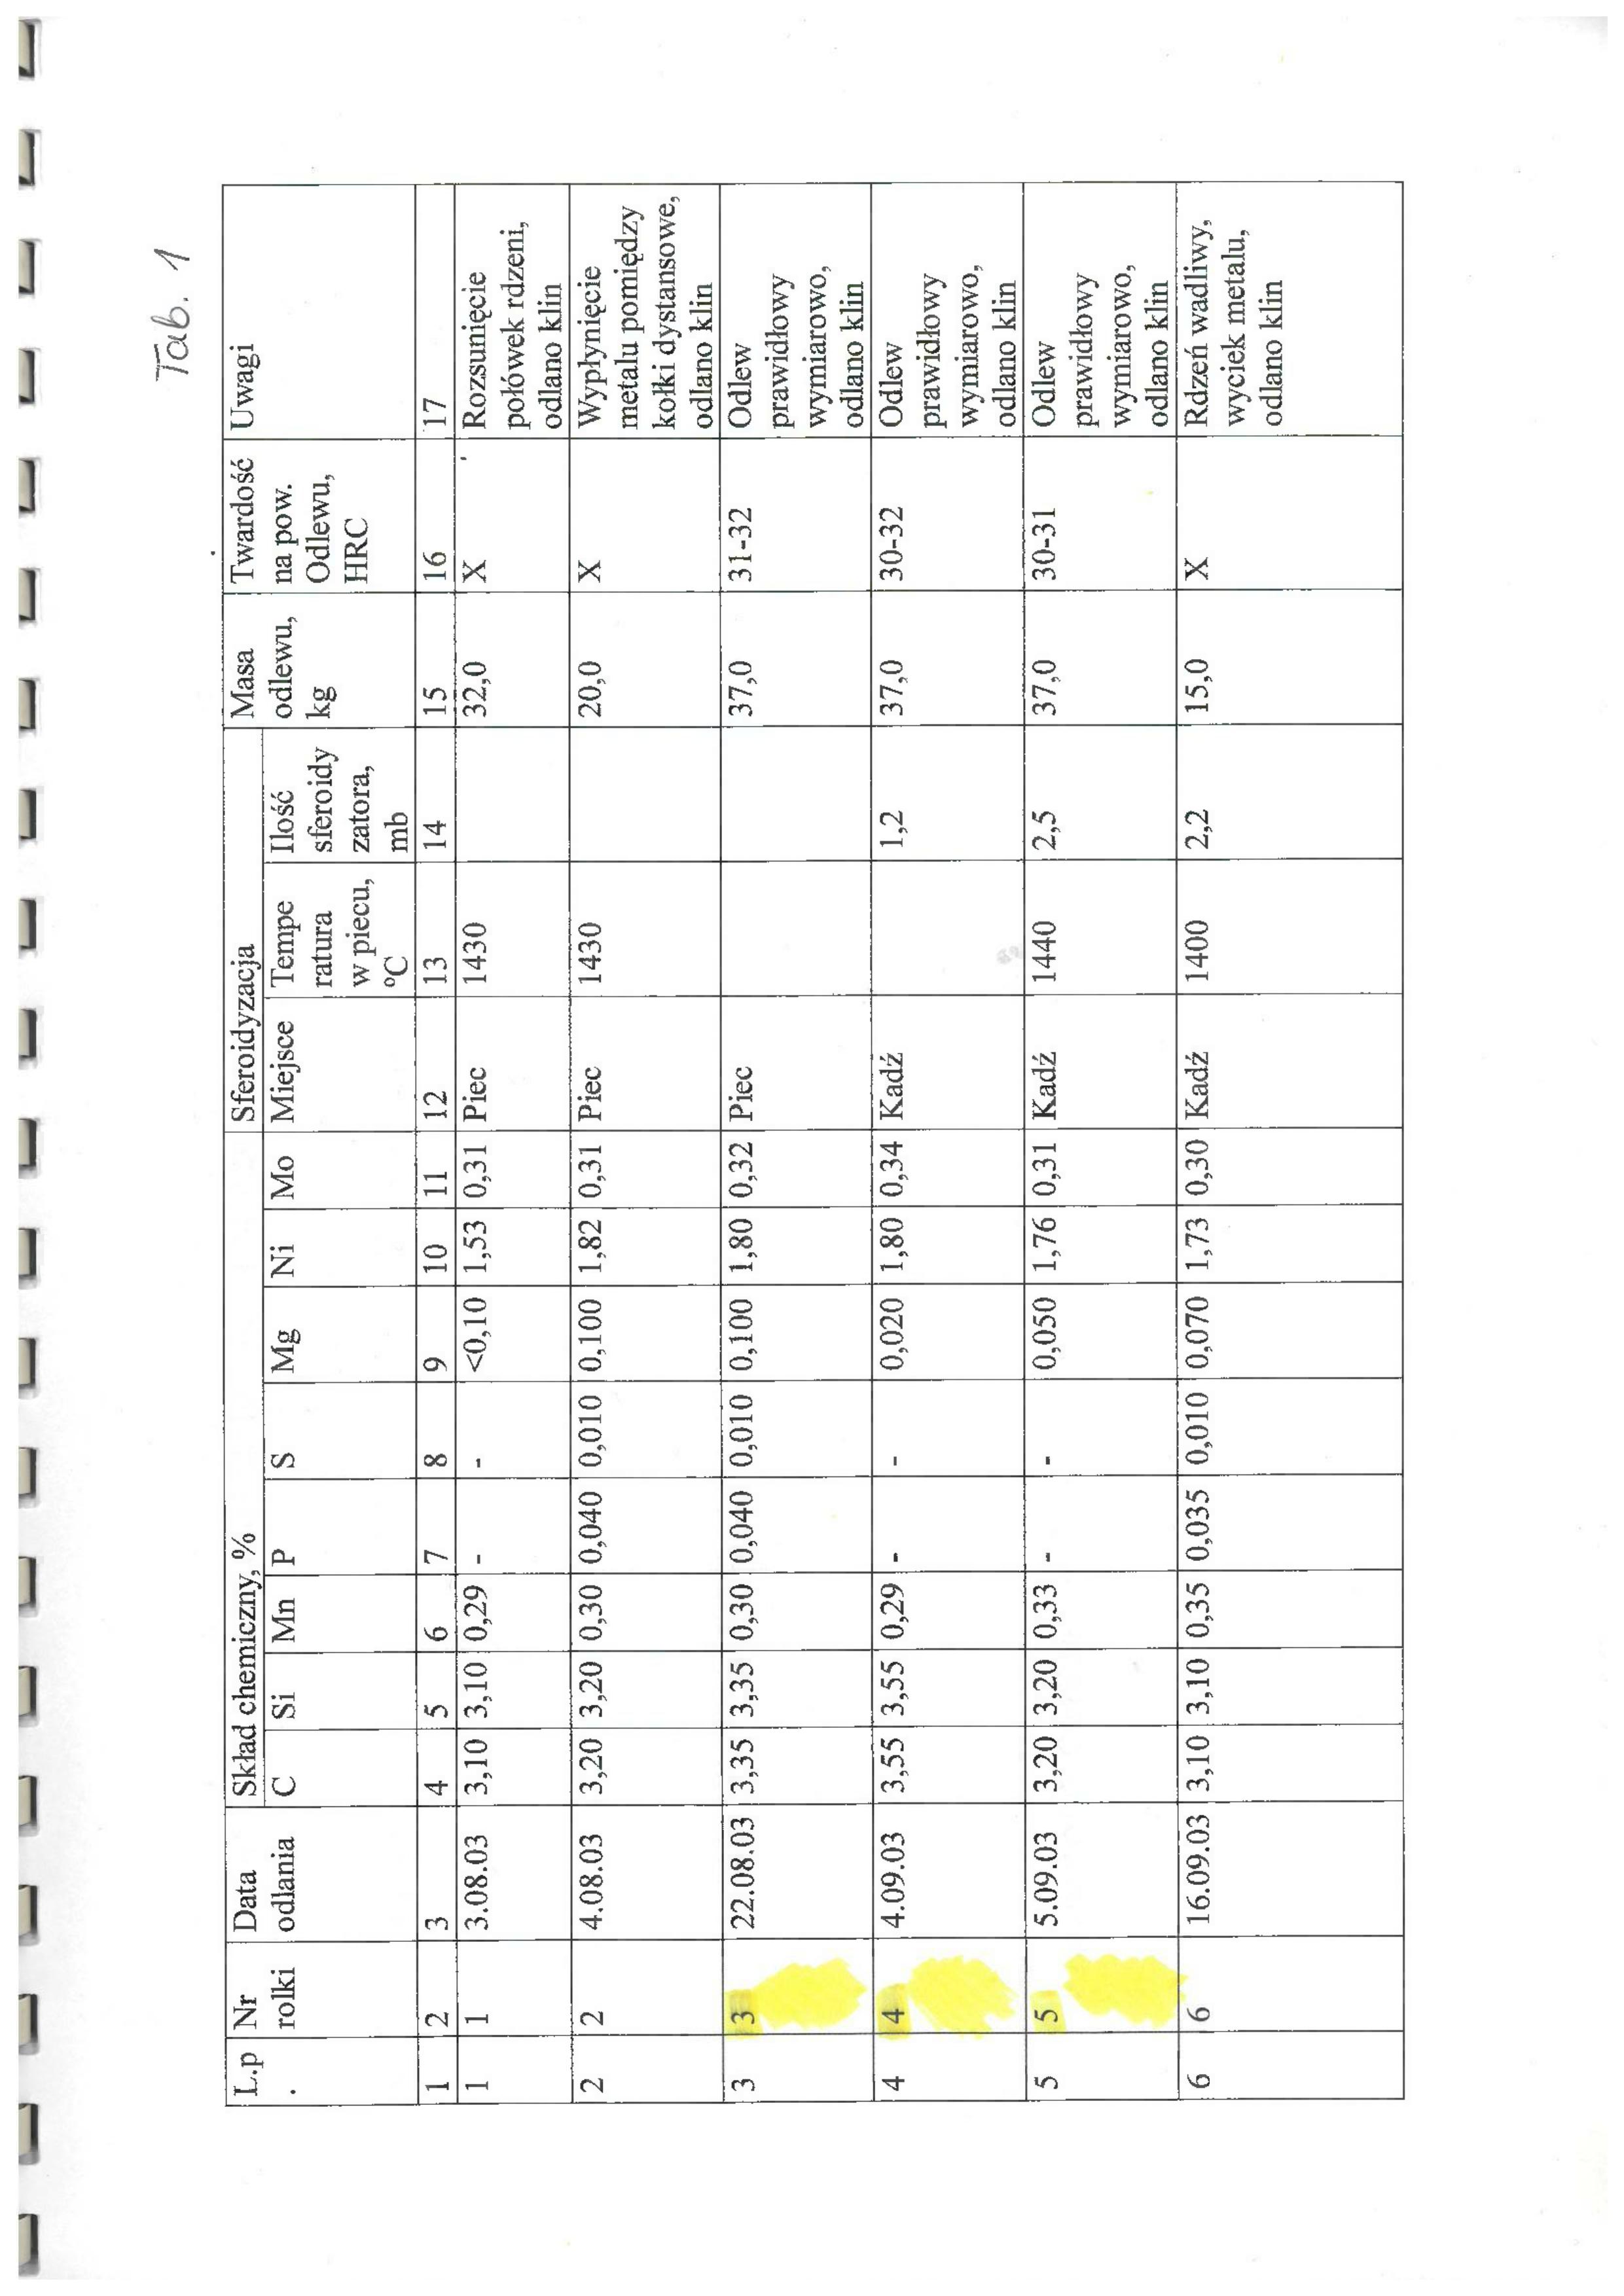 Tab. 1
L.p. Nr rolki Data odlania Skład chemiczny, % Sferoidyzacja Masa odlewu, kg Twardość na pow. Odlewu, HRC Uwagi
C Si Mn P S Mg Ni Mo Miejsce Tempe ratura w piecu, °C Ilość sferoidy zatora, mb
1 2 3 4 5 6 7 8 9 10 11 12 13 14 15 16 17
1 1 3.08.03 3,10 3,10 0,29 - - <0,10 1,53 0,31 Piec 1430 32,0 X Rozsunięcie
połówek rdzeni,
odlano klin
2 2 4.08.03 3,20 3,20 0,30 0,040 0,010 0,100 1,82 0,31 Piec 1430 20,0 X Wypłynięcie
metalu pomiędzy
kołki dystansowe,
odlano klin
3 3 22.08.03 3,35 3,35 0,30 0,040 0,010 0,100 1,80 0,32 Piec 37,0 31-32 Odlew
prawidłowy
wymiarowo,
odlano klin
4 4 4.09.03 3,55 3,55 0,29 - - 0,020 1,80 0,34 Kadź 1,2 37,0 30-32 Odlew
prawidłowy
wymiarowo,
odlano klin
5 5 5.09.03 3,20 3,20 0,33 - - 0,050 1,76 0,31 Kadź 1440 2,5 37,0 30-31 Odlew
prawidłowy
wymiarowo,
odlano klin
6 6 16.09.03 3,10 3,10 0,35 0,035 0,010 0,070 1,73 0,30 Kadź 1400 2,2 15,0 X Rdzeń wadliwy,
wyciek metalu,
odlano klin